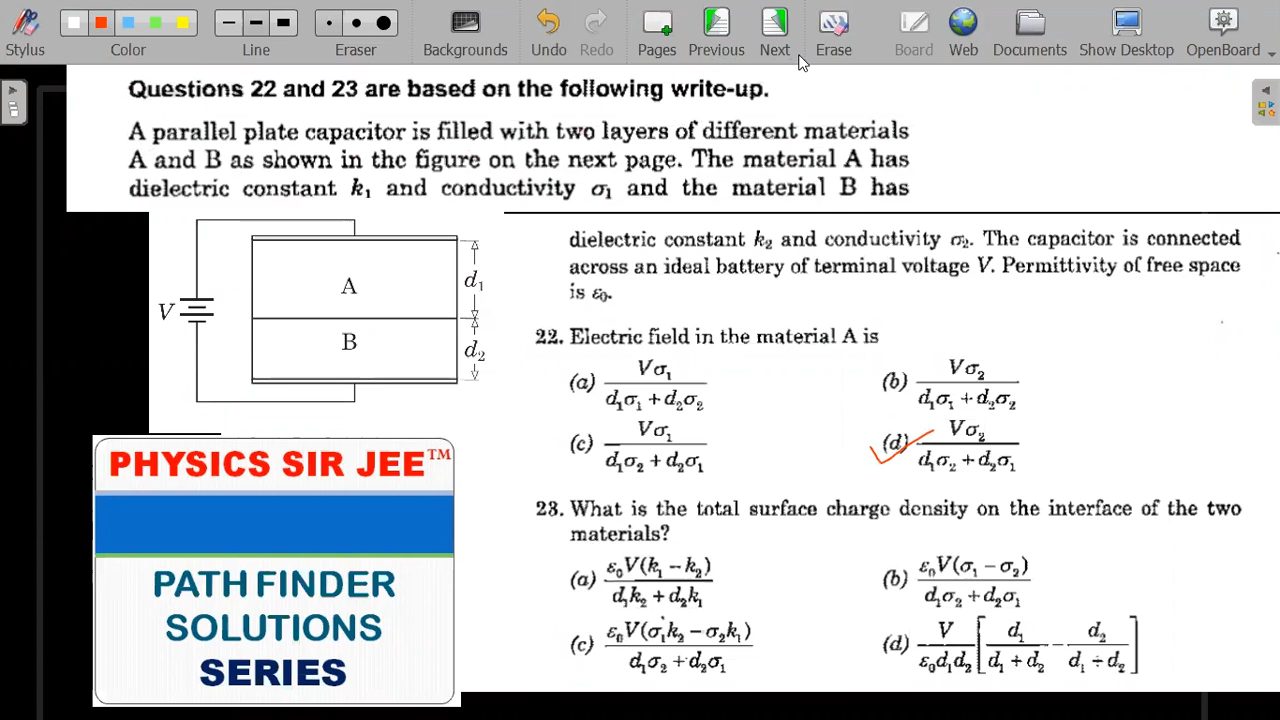 Stylus Color Line Eraser Backgrounds Undo Redo Pages Previous Next Erase Board Web Documents Show Desktop OpenBoard
Questions 22 and 23 are based on the following write-up.
A parallel plate capacitor is filled with two layers of different materials
A and B as shown in the figure on the next page. The material A has
dielectric constant k₁ and conductivity σ₁ and the material B has
dielectric constant k₂ and conductivity σ₂. The capacitor is connected
across an ideal battery of terminal voltage V. Permittivity of free space
is ε₀.
V
A
B
d₁
d₂
22. Electric field in the material A is
(a) Vσ₁ / (d₁σ₁ + d₂σ₂)
(b) Vσ₂ / (d₁σ₁ + d₂σ₂)
(c) Vσ₁ / (d₁σ₂ + d₂σ₁)
(d) Vσ₂ / (d₁σ₂ + d₂σ₁)
23. What is the total surface charge density on the interface of the two
materials?
(a) ε₀V(k₁ − k₂) / (d₁k₂ + d₂k₁)
(b) ε₀V(σ₁ − σ₂) / (d₁σ₂ + d₂σ₁)
(c) ε₀V(σ₁k₂ − σ₂k₁) / (d₁σ₂ + d₂σ₁)
(d) V / (ε₀d₁d₂) [d₁ / (d₁ + d₂) − d₂ / (d₁ + d₂)]
PHYSICS SIR JEE™
PATH FINDER
SOLUTIONS
SERIES